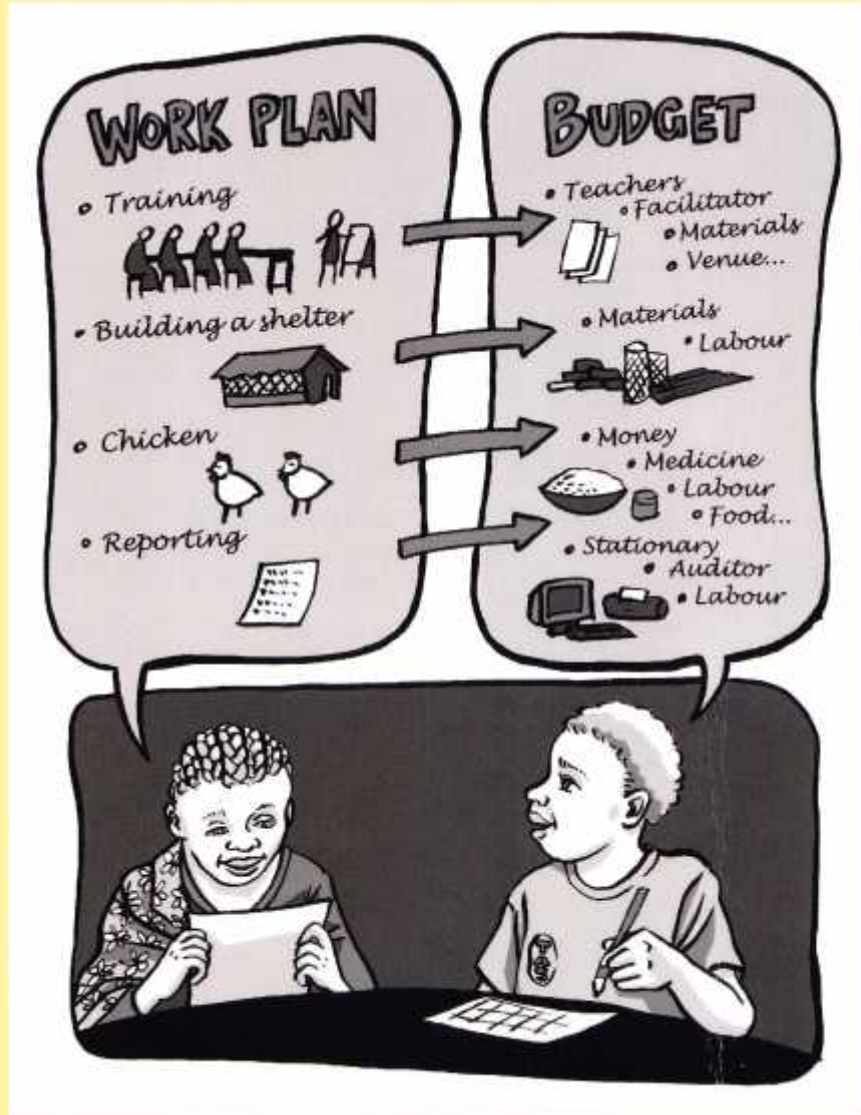 WORK PLAN
• Training
• Building a shelter
• Chicken
• Reporting
BUDGET
• Teachers
• Facilitator
• Materials
• Venue...
• Materials
• Labour
• Money
• Medicine
• Labour
• Food...
• Stationary
• Auditor
• Labour